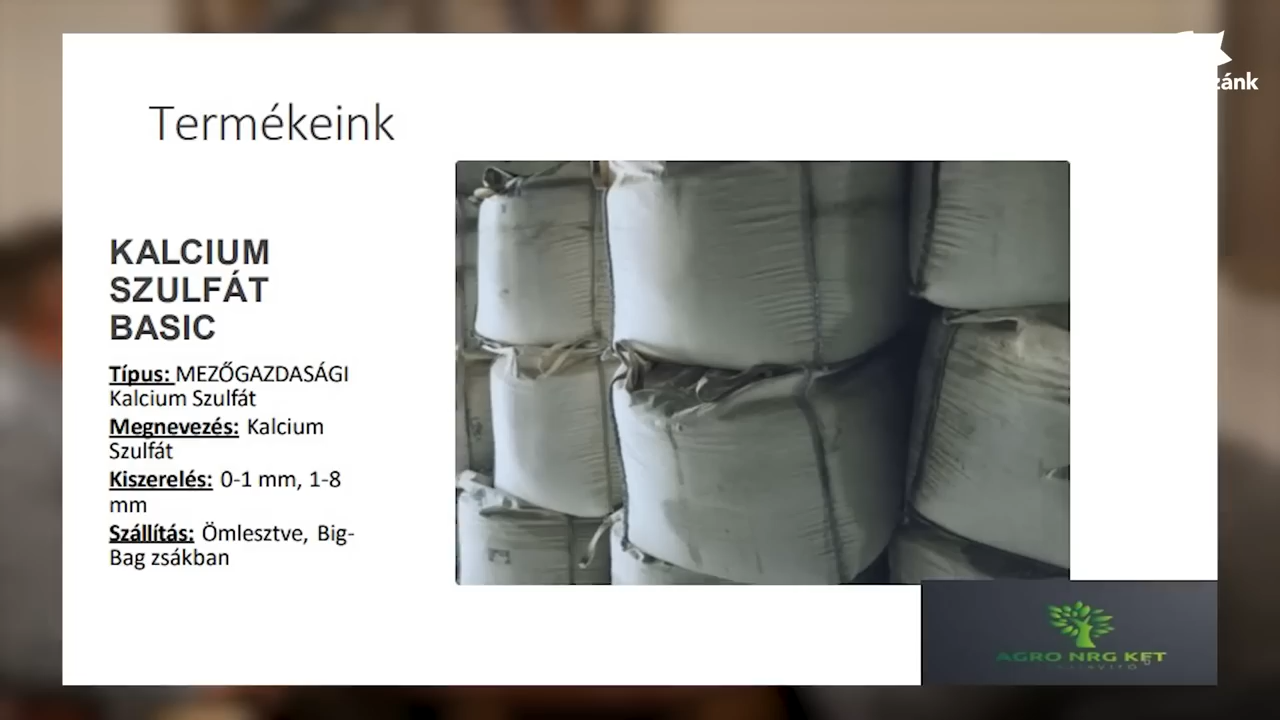 zánk
Termékeink
KALCIUM
SZULFÁT
BASIC
Típus: MEZŐGAZDASÁGI
Kalcium Szulfát
Megnevezés: Kalcium
Szulfát
Kiszerelés: 0-1 mm, 1-8
mm
Szállítás: Ömlesztve, Big-
Bag zsákban
AGRO NRG KFT